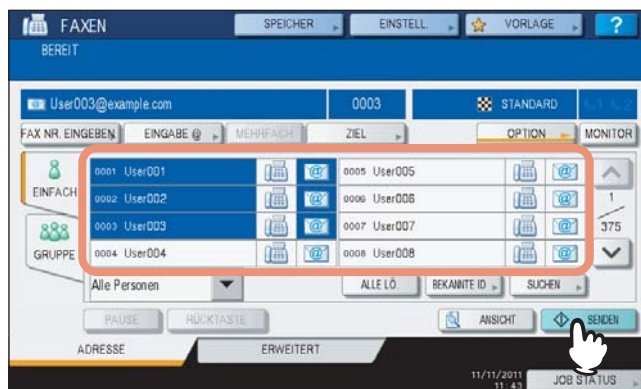 FAXEN SPEICHER EINSTELL. VORLAGE ?
BEREIT
User003@example.com 0003 STANDARD L1 L2
FAX NR. EINGEBEN EINGABE @ MEHRFACH ZIEL OPTION MONITOR
EINFACH
GRUPPE
0001 User001 @ 0005 User005 @
0002 User002 @ 0006 User006 @
0003 User003 @ 0007 User007 @
0004 User004 @ 0008 User008 @
1
375
Alle Personen ALLE LÖ. BEKANNTE ID SUCHEN
PAUSE RÜCKTASTE ANSICHT SENDEN
ADRESSE ERWEITERT
11/11/2011
11:43 JOB STATUS